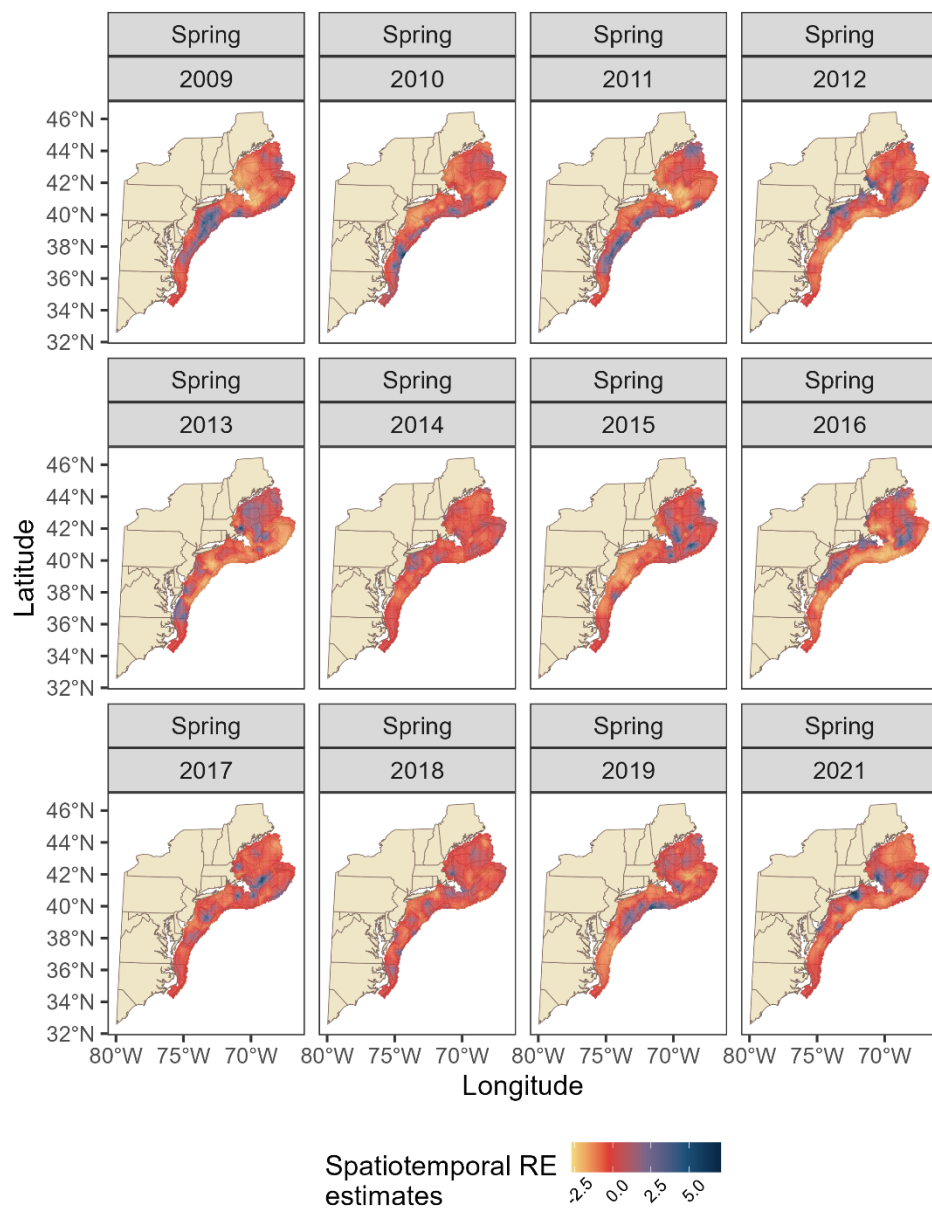 Spring Spring Spring Spring
2009 2010 2011 2012
46°N
44°N
42°N
40°N
38°N
36°N
34°N
32°N
Spring Spring Spring Spring
2013 2014 2015 2016
46°N
44°N
42°N
40°N
38°N
36°N
34°N
32°N
Latitude
Spring Spring Spring Spring
2017 2018 2019 2021
46°N
44°N
42°N
40°N
38°N
36°N
34°N
32°N
80°W 75°W 70°W 80°W 75°W 70°W 80°W 75°W 70°W 80°W 75°W 70°W
Longitude
Spatiotemporal RE
estimates
-2.5 0.0 2.5 5.0